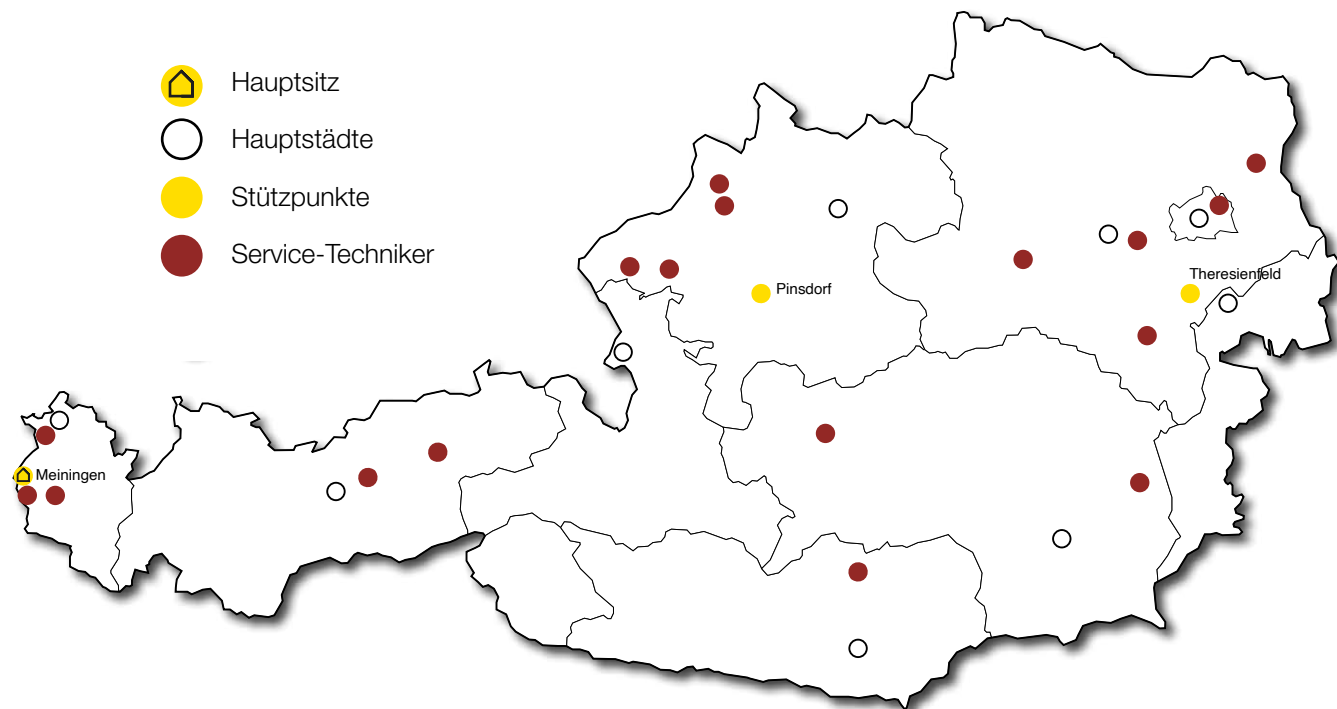 Hauptsitz
Hauptstädte
Stützpunkte
Service-Techniker
Theresienfeld
Pinsdorf
Meiningen